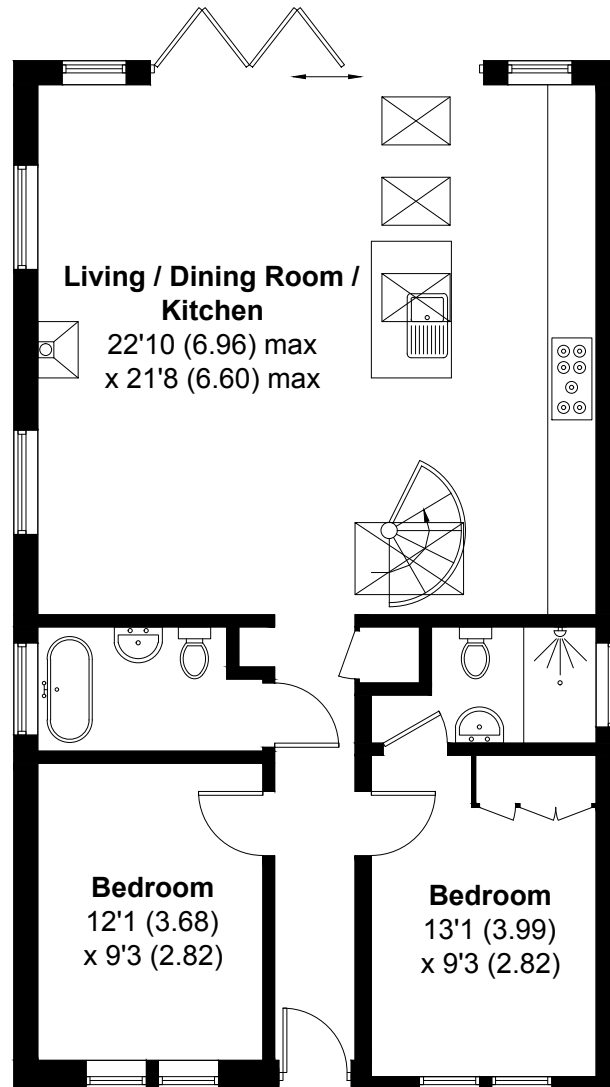 Living / Dining Room /
Kitchen
22'10 (6.96) max
x 21'8 (6.60) max
Bedroom
12'1 (3.68)
x 9'3 (2.82)
Bedroom
13'1 (3.99)
x 9'3 (2.82)